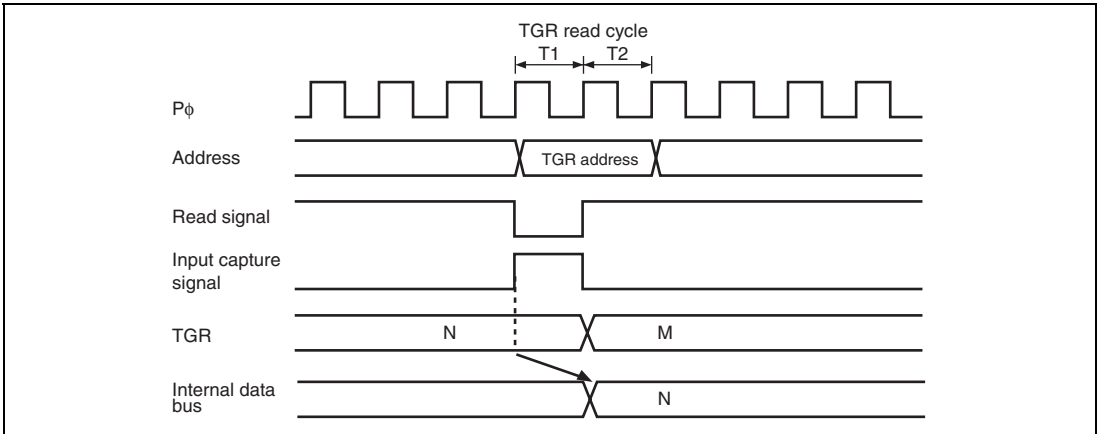 TGR read cycle
T1 T2
Pϕ
Address TGR address
Read signal
Input capture
signal
TGR N M
Internal data
bus N